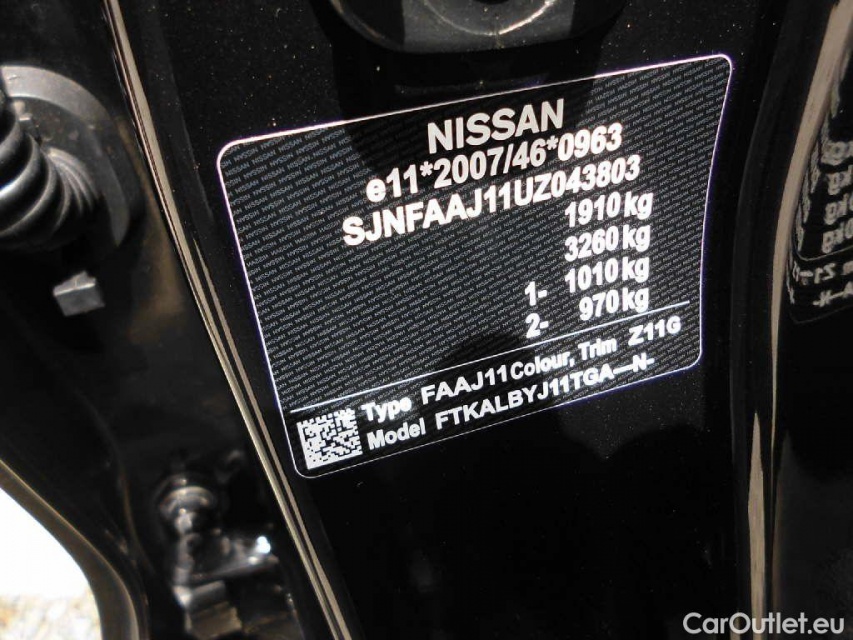 NISSAN
e11*2007/46*0963
SJNFAAJ11UZ043803
1910 kg
3260 kg
1- 1010 kg
2- 970 kg
Type FAAJ11 Colour, Trim Z11G
Model FTKALBYJ11TGA—N-
CarOutlet.eu